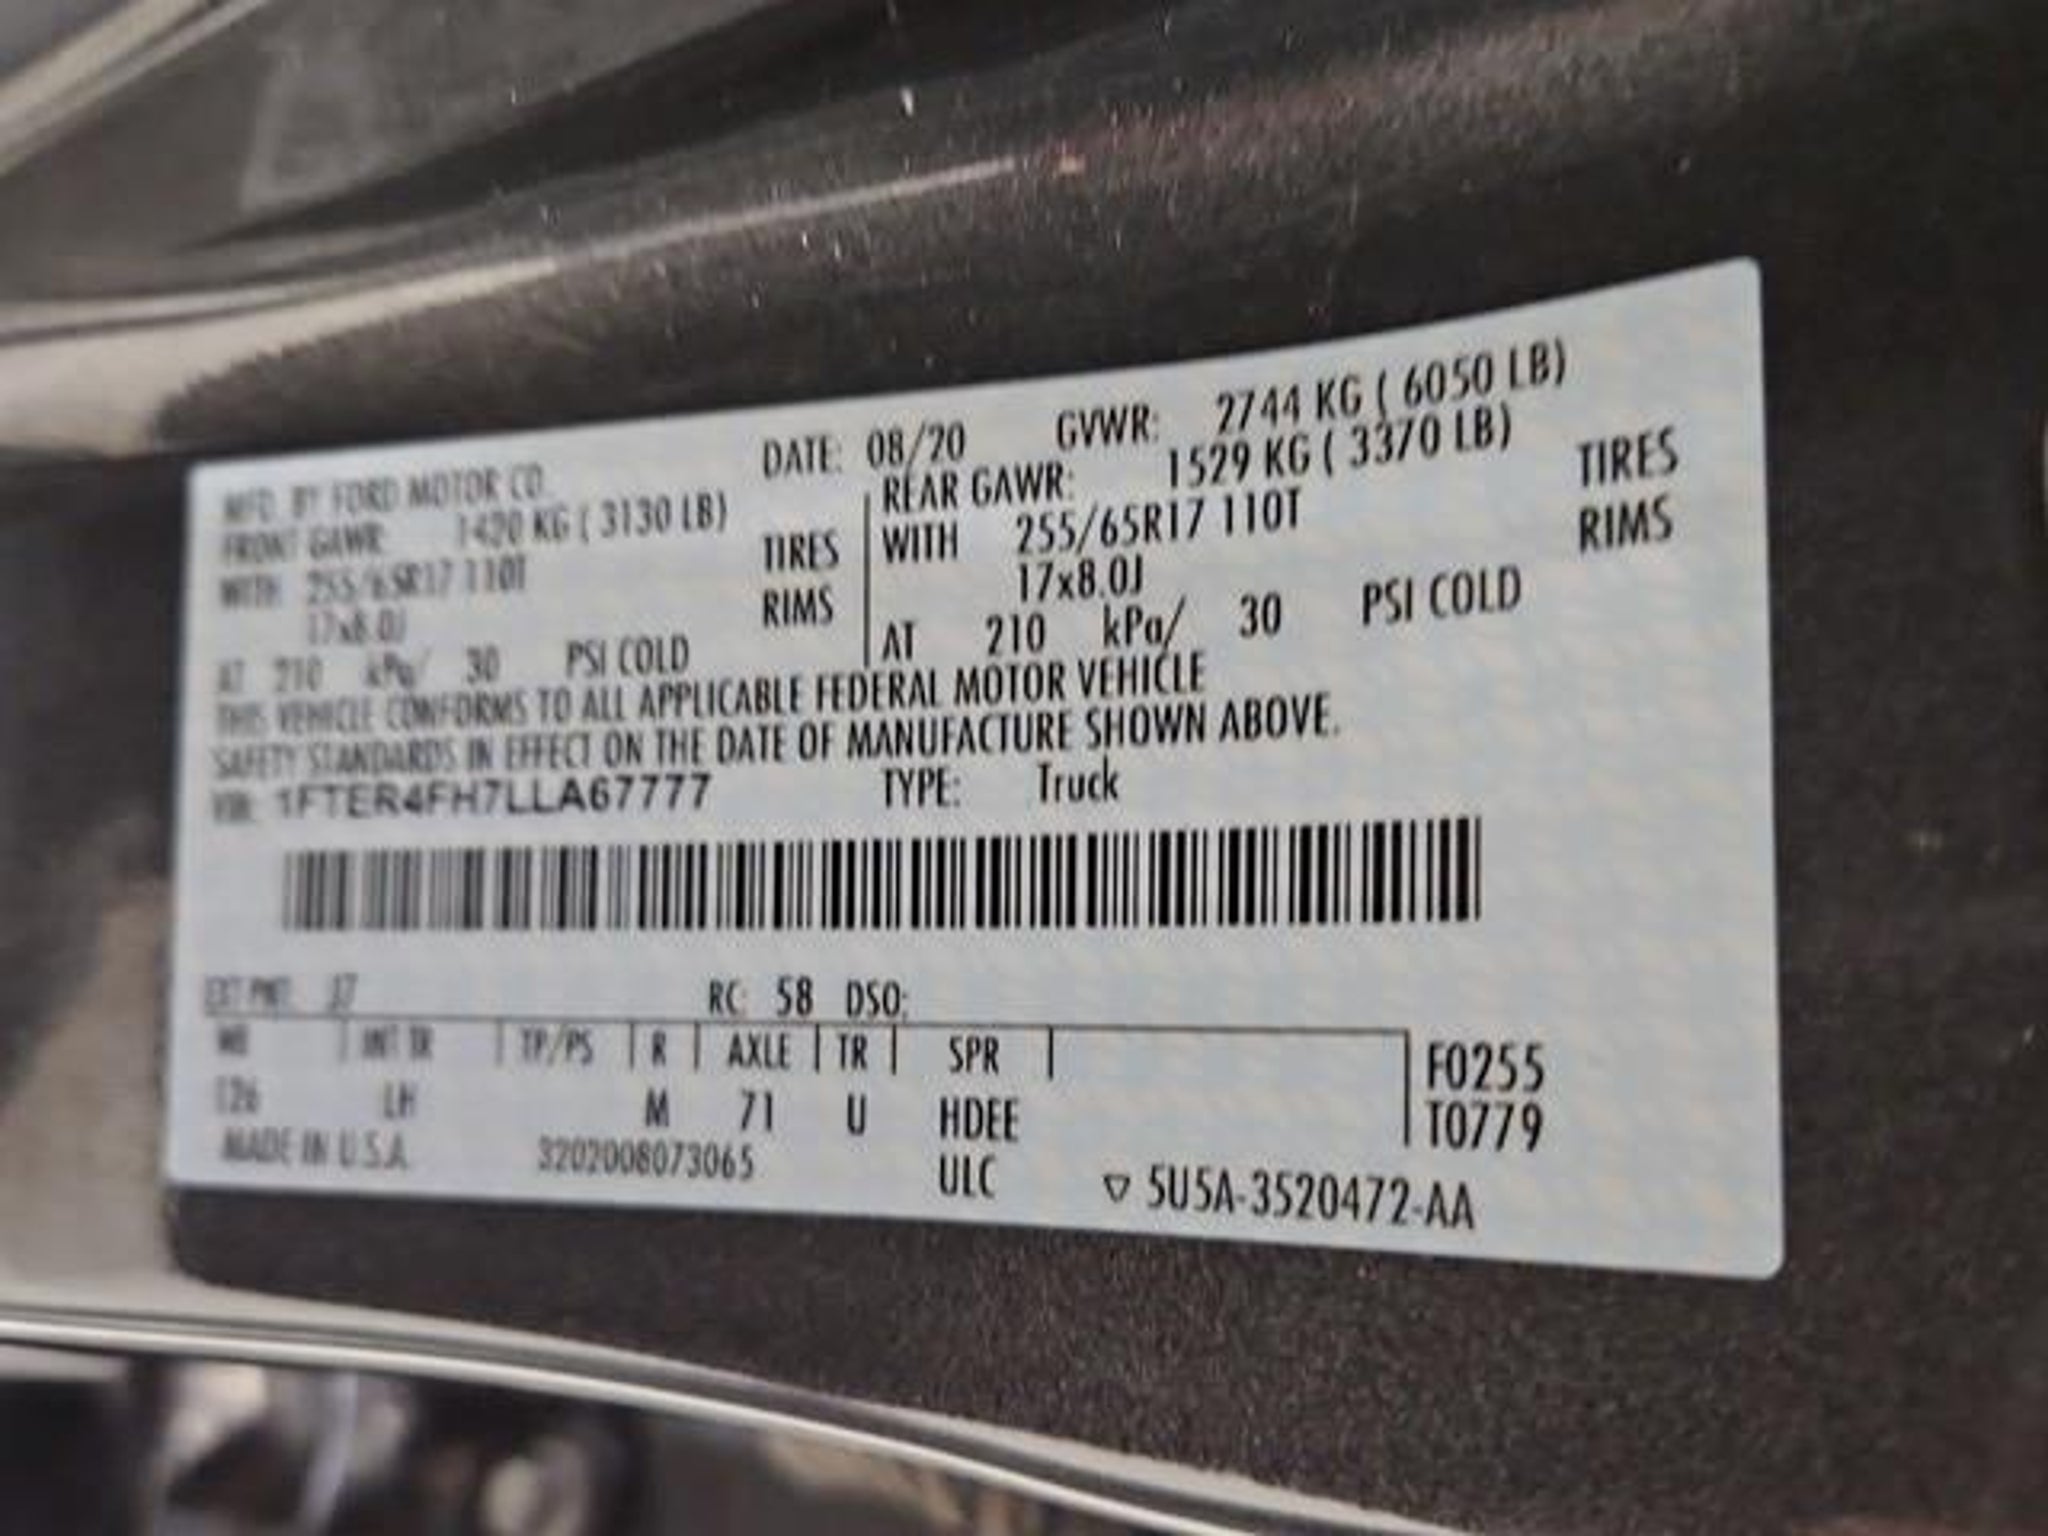 MFD. BY FORD MOTOR CO. DATE: 08/20 GVWR: 2744 KG ( 6050 LB)
FRONT GAWR: 1420 KG ( 3130 LB) REAR GAWR: 1529 KG ( 3370 LB)
WITH 255/65R17 110T TIRES WITH 255/65R17 110T TIRES
17x8.0J RIMS 17x8.0J RIMS
AT 210 kPa/ 30 PSI COLD AT 210 kPa/ 30 PSI COLD
THIS VEHICLE CONFORMS TO ALL APPLICABLE FEDERAL MOTOR VEHICLE
SAFETY STANDARDS IN EFFECT ON THE DATE OF MANUFACTURE SHOWN ABOVE.
VIN: 1FTER4FH7LLA67777 TYPE: Truck
EXT PNT: J7 RC: 58 DSO:
WB INT TR TP/PS R AXLE TR SPR F0255
126 LH M 71 U HDEE T0779
MADE IN U.S.A. 3202008073065 ULC ▽ 5U5A-3520472-AA